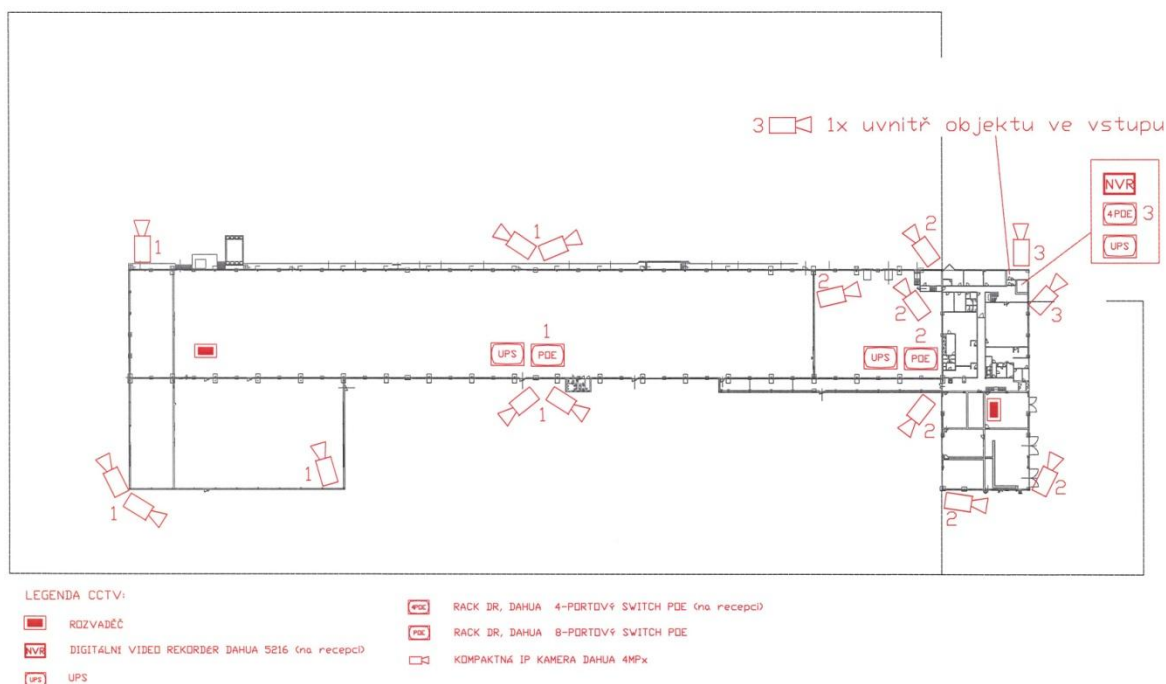 3 1x uvnitř objektu ve vstupu
NVR
4POE 3
UPS
1
1
2
3
2
2
3
1
2
UPS
POE
UPS
POE
1
2
1
1
2
2
LEGENDA CCTV:
ROZVADĚČ
NVR DIGITÁLNÍ VIDEO REKORDÉR DAHUA 5216 (na recepci)
UPS UPS
4POE RACK DR, DAHUA 4-PORTOVÝ SWITCH POE (na recepci)
POE RACK DR, DAHUA 8-PORTOVÝ SWITCH POE
KOMPAKTNÁ IP KAMERA DAHUA 4MPx